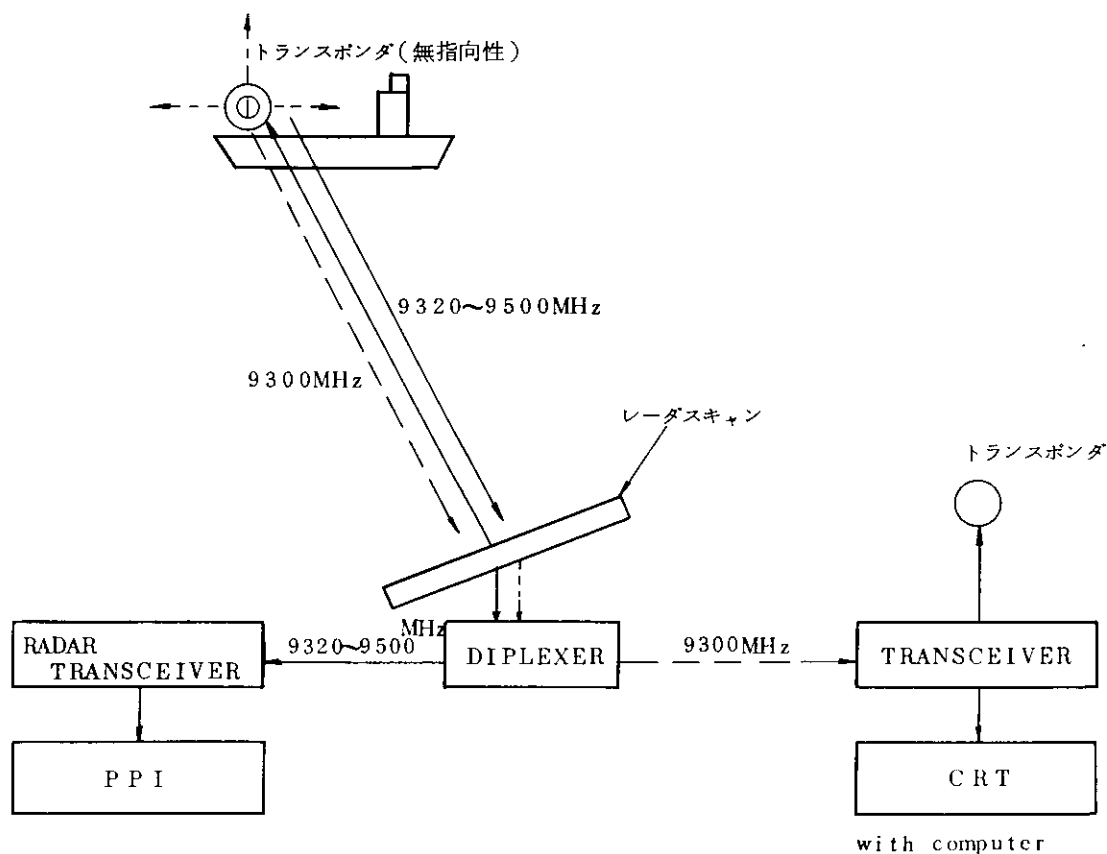 トランスポンダ(無指向性)
9320～9500MHz
9300MHz
レーダスキャン
トランスポンダ
MHz
9320～9500
9300MHz
RADAR
TRANSCEIVER
DIPLEXER
TRANSCEIVER
PPI
CRT
with computer